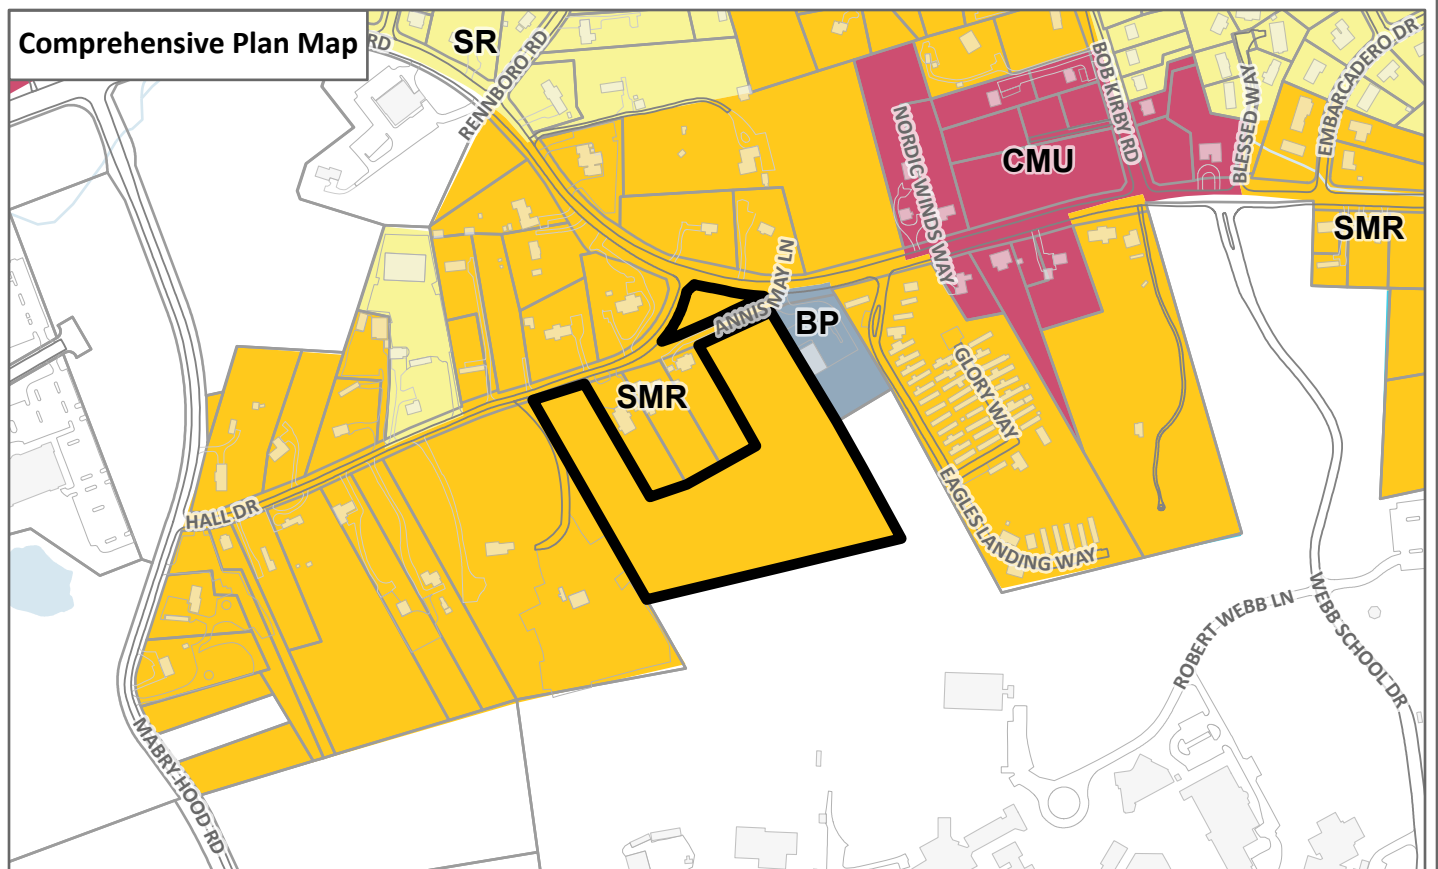 Comprehensive Plan Map
RD
SR
RENNBORO RD
BOB KIRBY RD
BLESSED WAY
EMBARCADERO DR
NORDIC WINDS WAY
CMU
SMR
ANNIS MAY LN
BP
GLORY WAY
SMR
HALL DR
EAGLES LANDING WAY
ROBERT WEBB LN
WEBB SCHOOL DR
MABRY HOOD RD